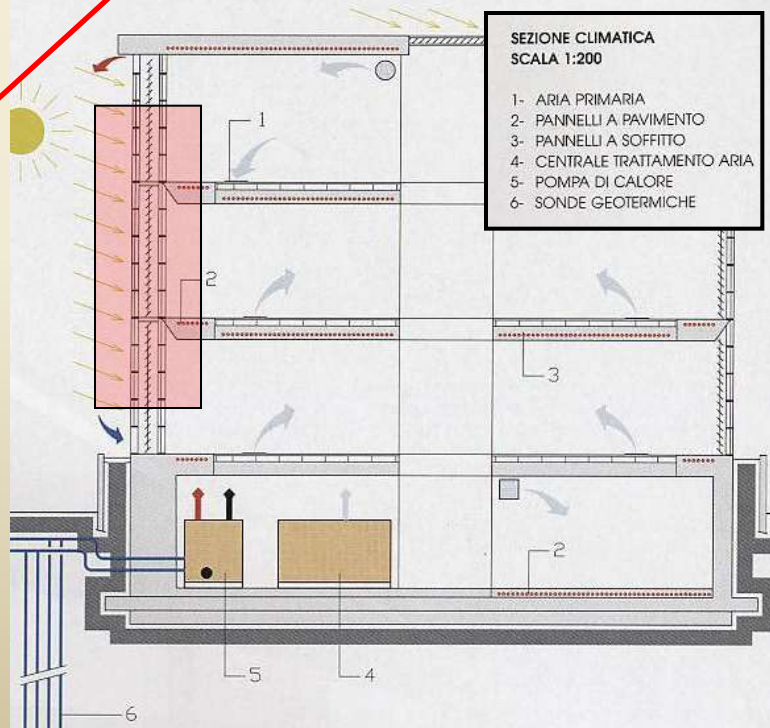 SEZIONE CLIMATICA
SCALA 1:200
1- ARIA PRIMARIA
2- PANNELLI A PAVIMENTO
3- PANNELLI A SOFFITTO
4- CENTRALE TRATTAMENTO ARIA
5- POMPA DI CALORE
6- SONDE GEOTERMICHE
1
2
3
2
5
4
6